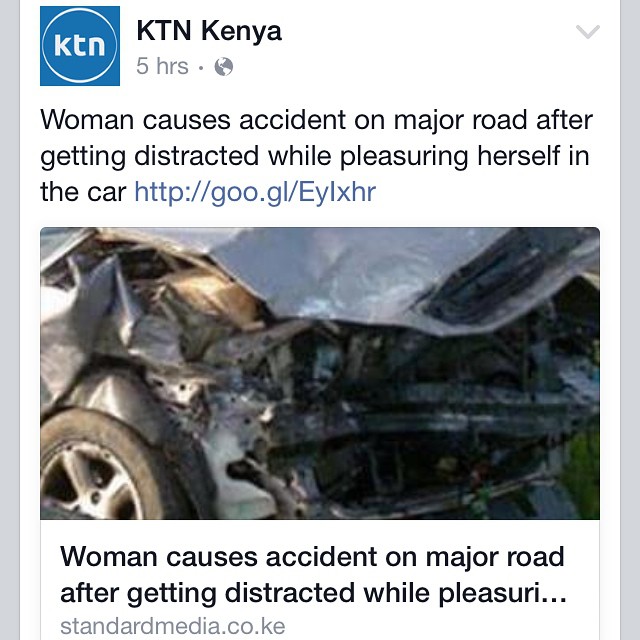 ktn
KTN Kenya
5 hrs ·
Woman causes accident on major road after
getting distracted while pleasuring herself in
the car http://goo.gl/EyIxhr
Woman causes accident on major road
after getting distracted while pleasuri...
standardmedia.co.ke